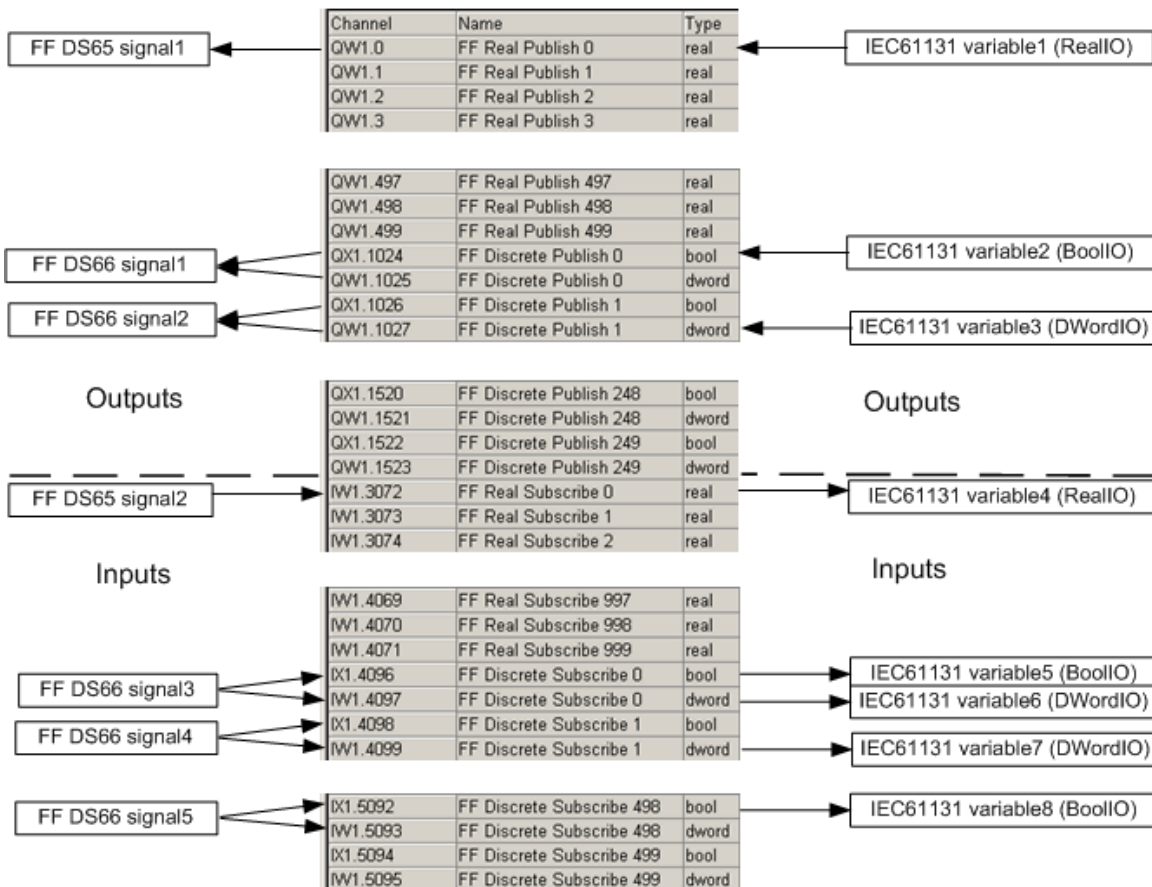 Channel Name Type
FF DS65 signal1 QW1.0 FF Real Publish 0 real IEC61131 variable1 (RealIO)
QW1.1 FF Real Publish 1 real
QW1.2 FF Real Publish 2 real
QW1.3 FF Real Publish 3 real
QW1.497 FF Real Publish 497 real
QW1.498 FF Real Publish 498 real
QW1.499 FF Real Publish 499 real
FF DS66 signal1 QX1.1024 FF Discrete Publish 0 bool IEC61131 variable2 (BoolIO)
QW1.1025 FF Discrete Publish 0 dword
FF DS66 signal2 QX1.1026 FF Discrete Publish 1 bool
QW1.1027 FF Discrete Publish 1 dword IEC61131 variable3 (DWordIO)
Outputs QX1.1520 FF Discrete Publish 248 bool Outputs
QW1.1521 FF Discrete Publish 248 dword
QX1.1522 FF Discrete Publish 249 bool
QW1.1523 FF Discrete Publish 249 dword
FF DS65 signal2 IW1.3072 FF Real Subscribe 0 real IEC61131 variable4 (RealIO)
IW1.3073 FF Real Subscribe 1 real
IW1.3074 FF Real Subscribe 2 real
Inputs Inputs
IW1.4069 FF Real Subscribe 997 real
IW1.4070 FF Real Subscribe 998 real
IW1.4071 FF Real Subscribe 999 real
FF DS66 signal3 IX1.4096 FF Discrete Subscribe 0 bool IEC61131 variable5 (BoolIO)
IW1.4097 FF Discrete Subscribe 0 dword IEC61131 variable6 (DWordIO)
FF DS66 signal4 IX1.4098 FF Discrete Subscribe 1 bool
IW1.4099 FF Discrete Subscribe 1 dword IEC61131 variable7 (DWordIO)
FF DS66 signal5 IX1.5092 FF Discrete Subscribe 498 bool IEC61131 variable8 (BoolIO)
IW1.5093 FF Discrete Subscribe 498 dword
IX1.5094 FF Discrete Subscribe 499 bool
IW1.5095 FF Discrete Subscribe 499 dword